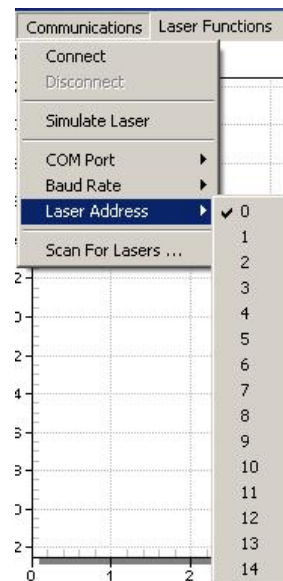 Communications Laser Functions
Connect
Disconnect
Simulate Laser
COM Port
Baud Rate
Laser Address
Scan For Lasers ...
0
1
2
3
4
5
6
7
8
9
10
11
12
13
14
0 1 2